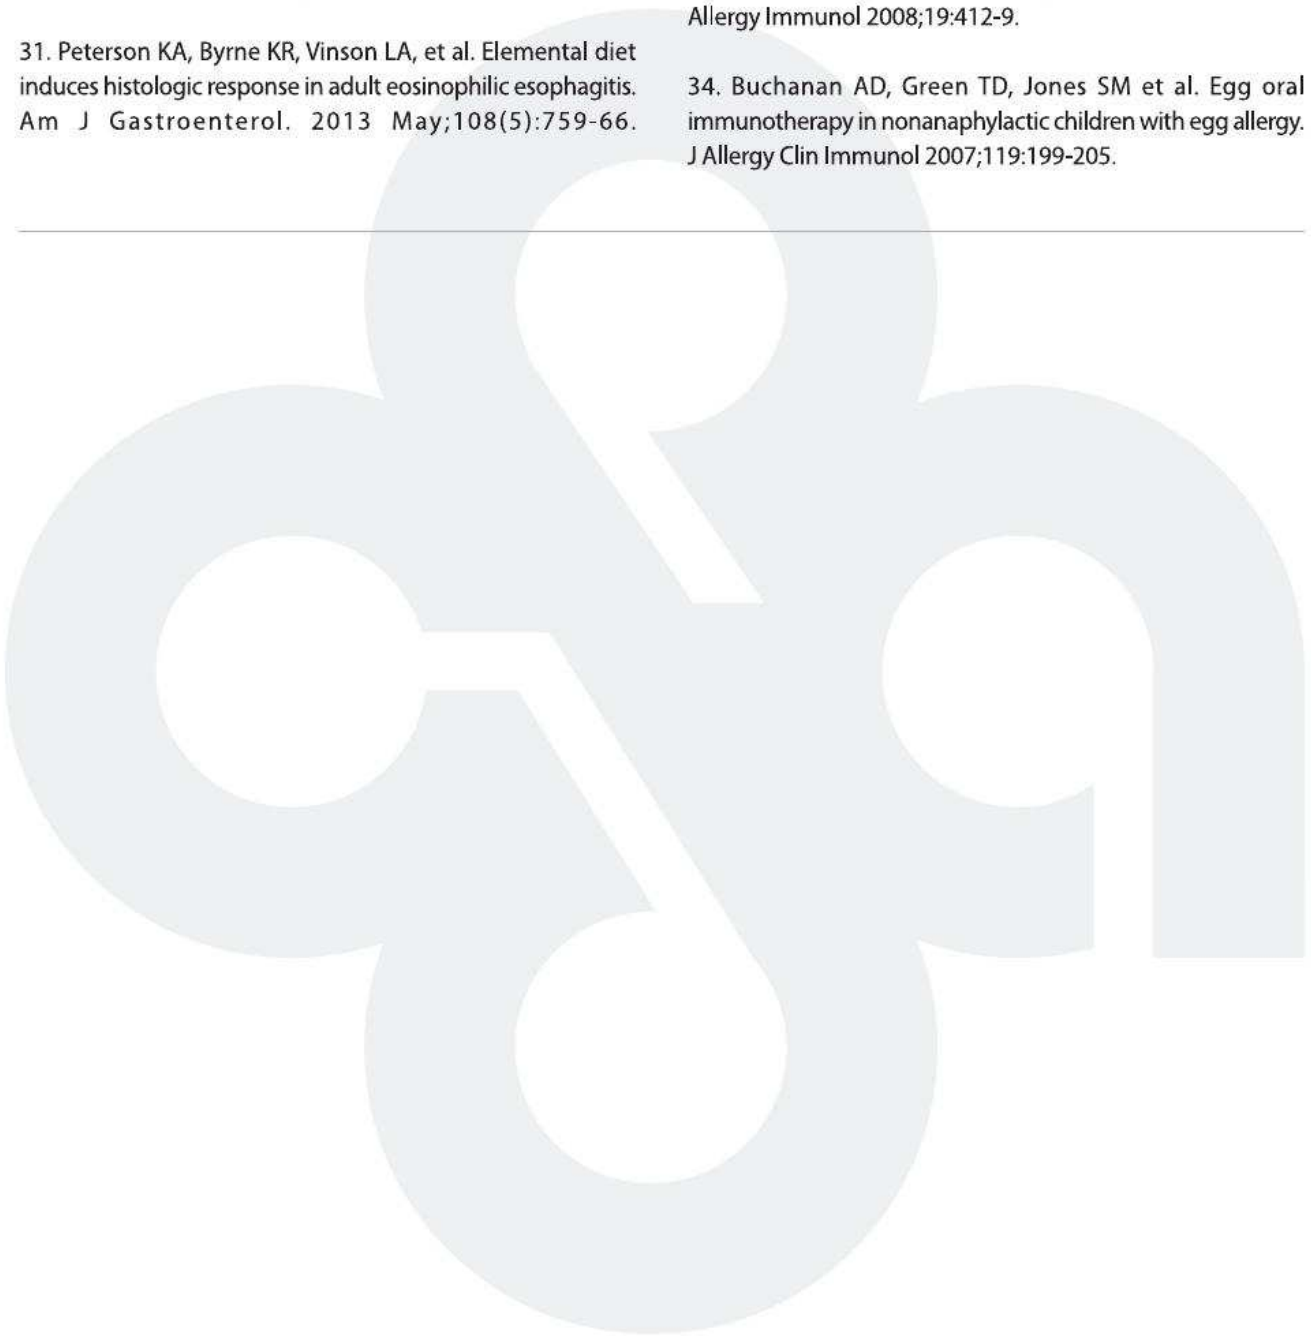 31. Peterson KA, Byrne KR, Vinson LA, et al. Elemental diet
induces histologic response in adult eosinophilic esophagitis.
Am J Gastroenterol. 2013 May;108(5):759-66.
Allergy Immunol 2008;19:412-9.
34. Buchanan AD, Green TD, Jones SM et al. Egg oral
immunotherapy in nonanaphylactic children with egg allergy.
J Allergy Clin Immunol 2007;119:199-205.